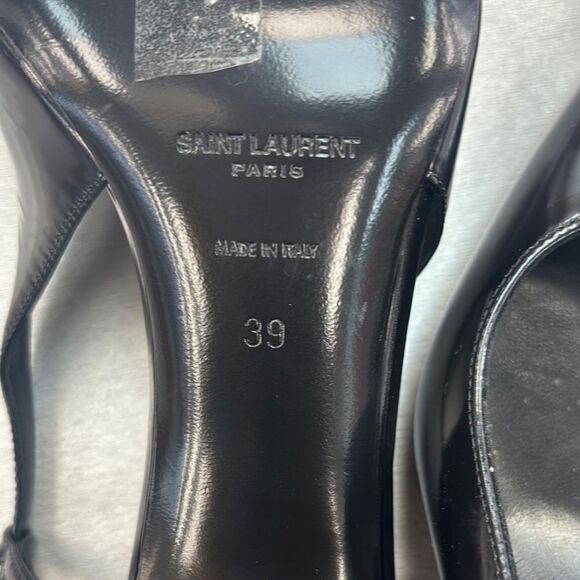 SAINT LAURENT
PARIS
MADE IN ITALY
39